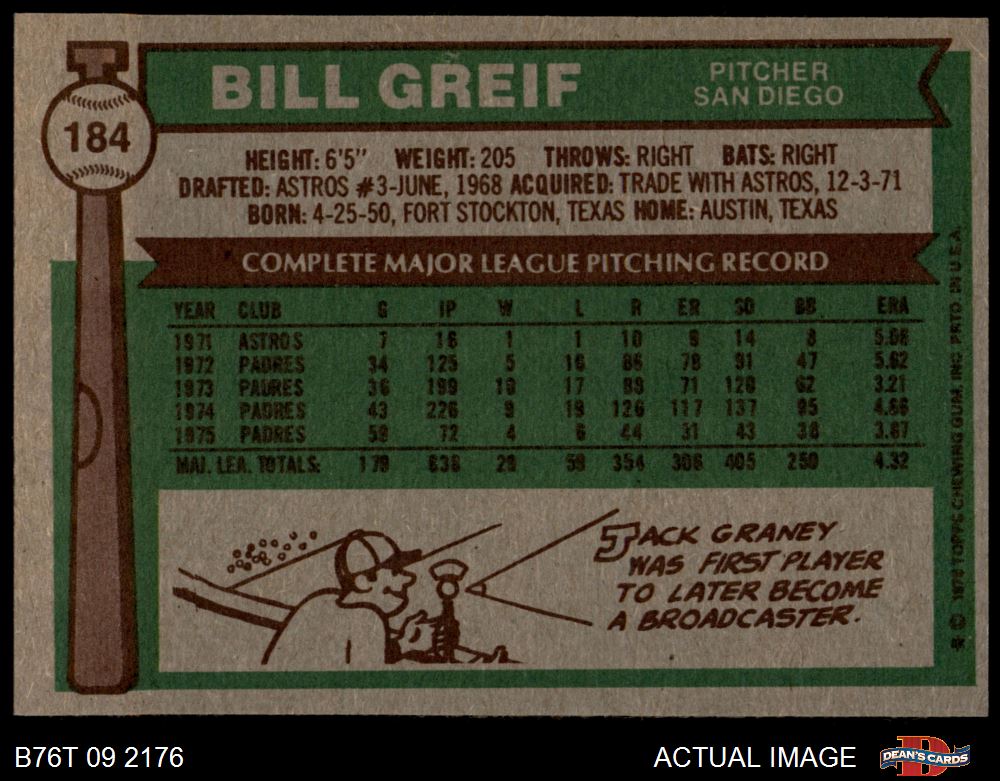 BILL GREIF
PITCHER
SAN DIEGO
184
HEIGHT: 6'5" WEIGHT: 205 THROWS: RIGHT BATS: RIGHT
DRAFTED: ASTROS #3-JUNE, 1968 ACQUIRED: TRADE WITH ASTROS, 12-3-71
BORN: 4-25-50, FORT STOCKTON, TEXAS HOME: AUSTIN, TEXAS
COMPLETE MAJOR LEAGUE PITCHING RECORD
YEAR CLUB G IP W L R ER SO BB ERA
1971 ASTROS 7 16 1 1 10 9 14 8 5.06
1972 PADRES 34 125 5 16 86 78 91 47 5.62
1973 PADRES 36 199 10 17 89 71 120 62 3.21
1974 PADRES 43 226 9 19 126 117 137 95 4.66
1975 PADRES 59 72 4 6 44 31 43 38 3.87
MAJ. LEA. TOTALS: 179 638 29 59 354 306 405 250 4.32
JACK GRANEY
WAS FIRST PLAYER
TO LATER BECOME
A BROADCASTER.
* © 1976 TOPPS CHEWING GUM, INC. PRTD. IN U.S.A.
B76T 09 2176
ACTUAL IMAGE
D
DEAN'S CARDS